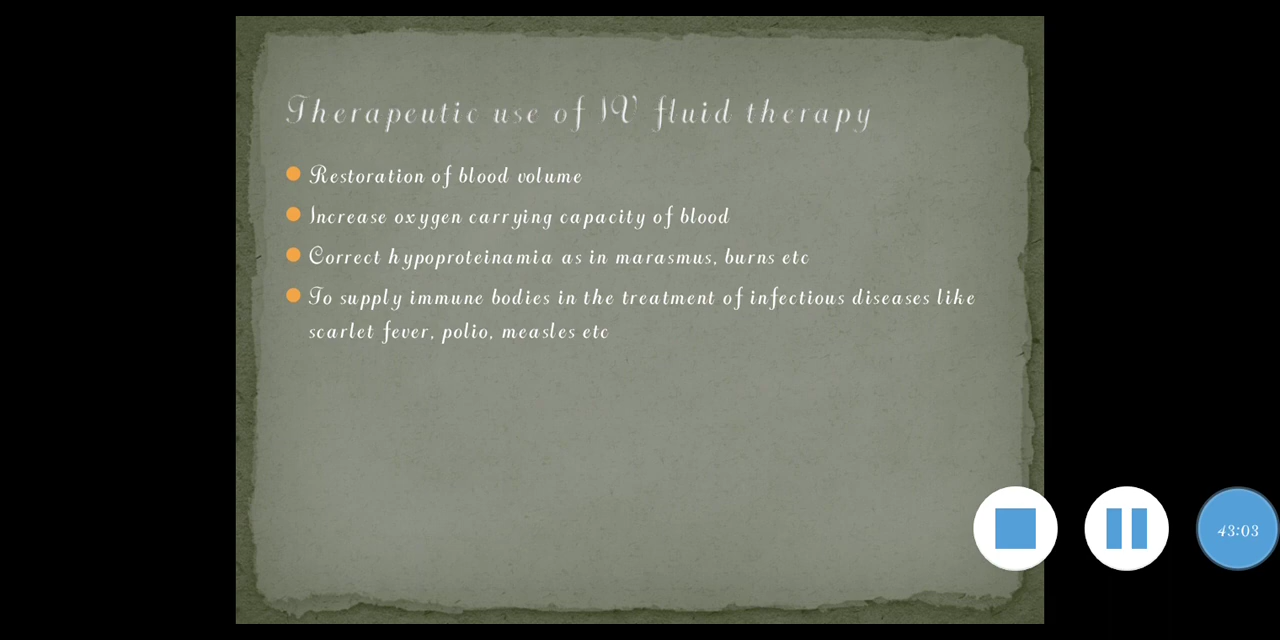 Therapeutic use of IV fluid therapy
Restoration of blood volume
Increase oxygen carrying capacity of blood
Correct hypoproteinamia as in marasmus, burns etc
To supply immune bodies in the treatment of infectious diseases like
scarlet fever, polio, measles etc
43:03